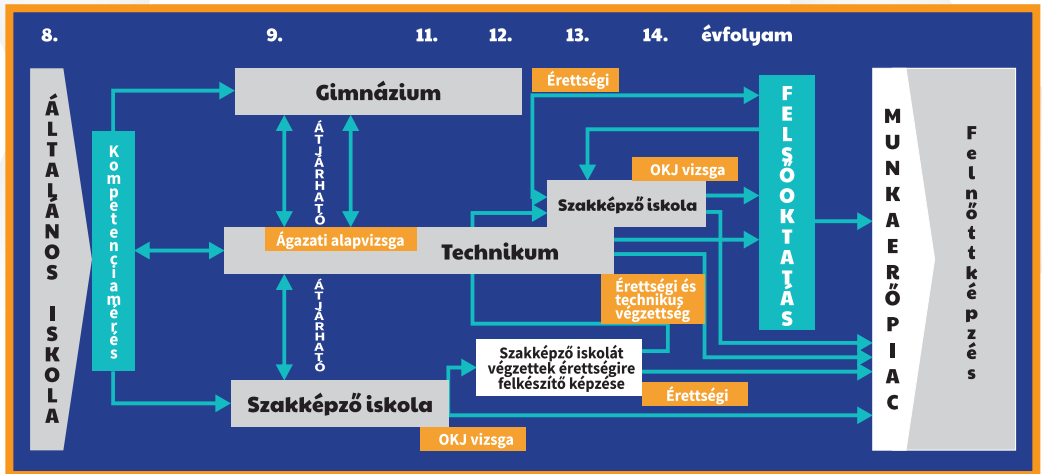 8. 9. 11. 12. 13. 14. évfolyam
ÁLTALÁNOS ISKOLA
Kompetenciamérés
Gimnázium
Érettségi
ÁTJÁRHATÓ
OKJ vizsga
Szakképző iskola
Ágazati alapvizsga
Technikum
Érettségi és
technikus
végzettség
ÁTJÁRHATÓ
Szakképző iskolát
végzettek érettségire
felkészítő képzése
Érettségi
Szakképző iskola
OKJ vizsga
FELSŐOKTATÁS
MUNKAERŐPIAC
Felnőttképzés